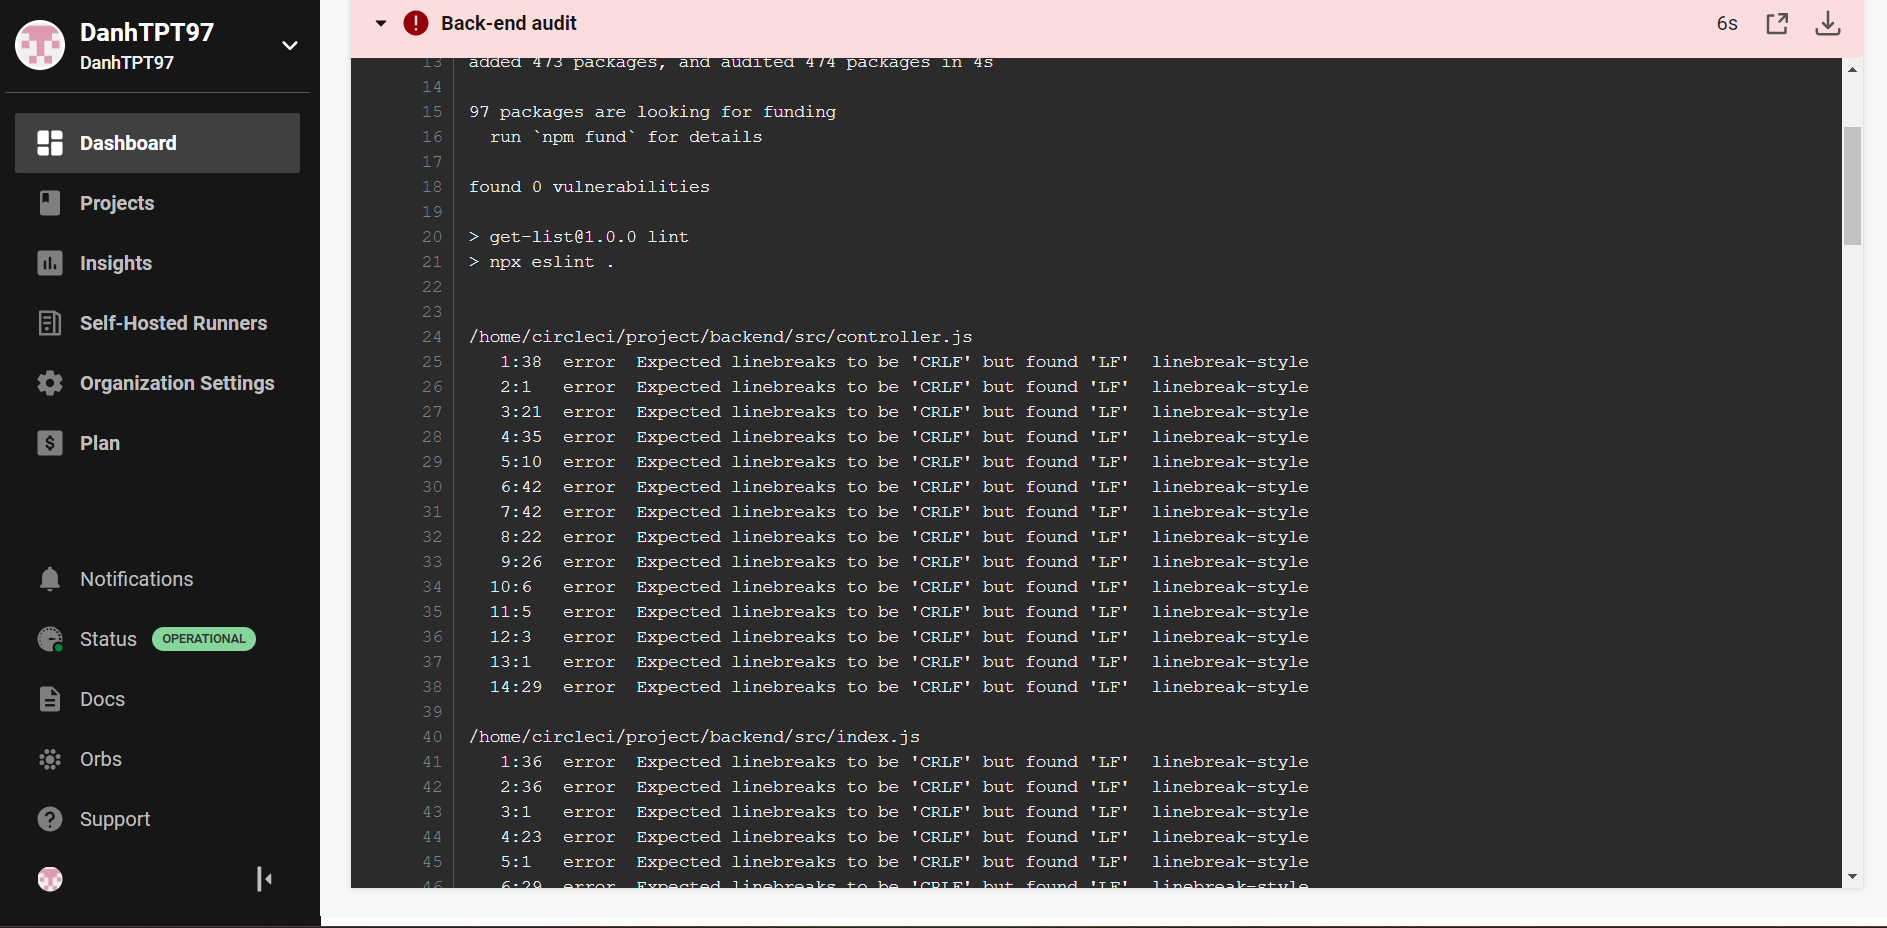 DanhTPT97
DanhTPT97
Dashboard
Projects
Insights
Self-Hosted Runners
Organization Settings
Plan
Notifications
Status OPERATIONAL
Docs
Orbs
Support
Back-end audit 6s
13 added 473 packages, and audited 474 packages in 4s
14
15 97 packages are looking for funding
16 run `npm fund` for details
17
18 found 0 vulnerabilities
19
20 > get-list@1.0.0 lint
21 > npx eslint .
22
23
24 /home/circleci/project/backend/src/controller.js
25 1:38 error Expected linebreaks to be 'CRLF' but found 'LF' linebreak-style
26 2:1 error Expected linebreaks to be 'CRLF' but found 'LF' linebreak-style
27 3:21 error Expected linebreaks to be 'CRLF' but found 'LF' linebreak-style
28 4:35 error Expected linebreaks to be 'CRLF' but found 'LF' linebreak-style
29 5:10 error Expected linebreaks to be 'CRLF' but found 'LF' linebreak-style
30 6:42 error Expected linebreaks to be 'CRLF' but found 'LF' linebreak-style
31 7:42 error Expected linebreaks to be 'CRLF' but found 'LF' linebreak-style
32 8:22 error Expected linebreaks to be 'CRLF' but found 'LF' linebreak-style
33 9:26 error Expected linebreaks to be 'CRLF' but found 'LF' linebreak-style
34 10:6 error Expected linebreaks to be 'CRLF' but found 'LF' linebreak-style
35 11:5 error Expected linebreaks to be 'CRLF' but found 'LF' linebreak-style
36 12:3 error Expected linebreaks to be 'CRLF' but found 'LF' linebreak-style
37 13:1 error Expected linebreaks to be 'CRLF' but found 'LF' linebreak-style
38 14:29 error Expected linebreaks to be 'CRLF' but found 'LF' linebreak-style
39
40 /home/circleci/project/backend/src/index.js
41 1:36 error Expected linebreaks to be 'CRLF' but found 'LF' linebreak-style
42 2:36 error Expected linebreaks to be 'CRLF' but found 'LF' linebreak-style
43 3:1 error Expected linebreaks to be 'CRLF' but found 'LF' linebreak-style
44 4:23 error Expected linebreaks to be 'CRLF' but found 'LF' linebreak-style
45 5:1 error Expected linebreaks to be 'CRLF' but found 'LF' linebreak-style
46 6:29 error Expected linebreaks to be 'CRLF' but found 'LF' linebreak-style